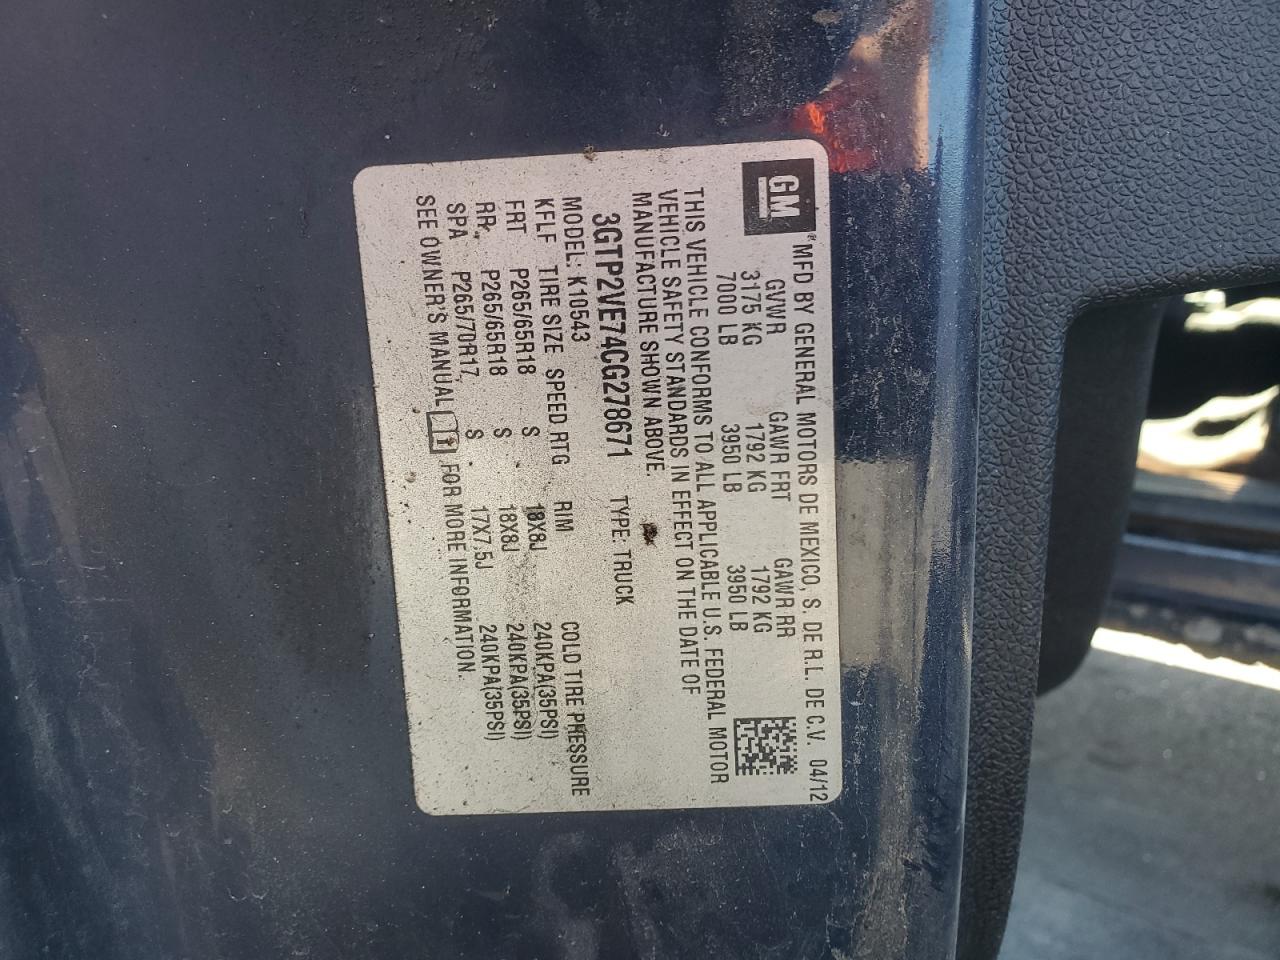 GM
® MFD BY GENERAL MOTORS DE MEXICO, S. DE R.L. DE C.V. 04/12
GVWR GAWR FRT GAWR RR
3175 KG 1792 KG 1792 KG
7000 LB 3950 LB 3950 LB
THIS VEHICLE CONFORMS TO ALL APPLICABLE U.S. FEDERAL MOTOR
VEHICLE SAFETY STANDARDS IN EFFECT ON THE DATE OF
MANUFACTURE SHOWN ABOVE.
3GTP2VE74CG278671 TYPE: TRUCK
MODEL: K10543
KFLF TIRE SIZE SPEED RTG RIM COLD TIRE PRESSURE
FRT P265/65R18 S 18X8J 240KPA(35PSI)
RR P265/65R18 S 18X8J 240KPA(35PSI)
SPA P265/70R17 S 17X7.5J 240KPA(35PSI)
SEE OWNER'S MANUAL FOR MORE INFORMATION.